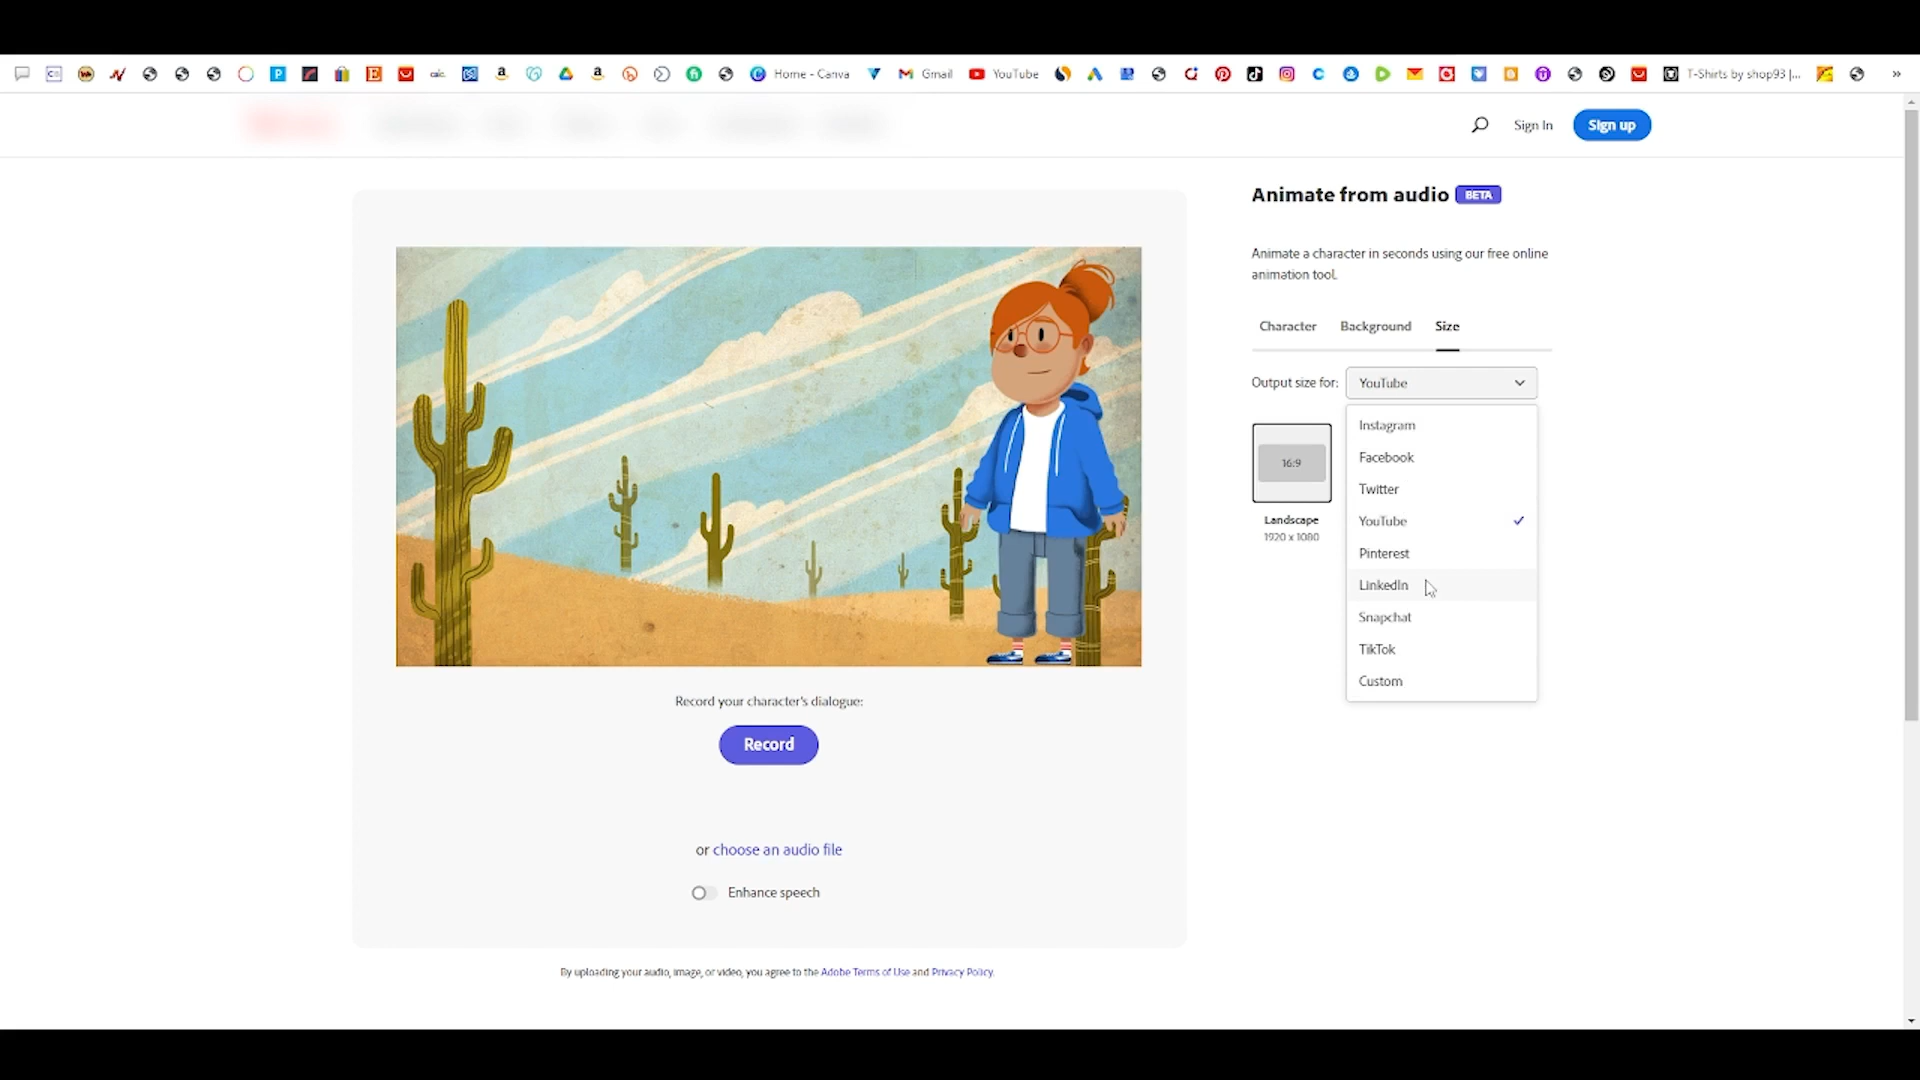 Home - Canva
Gmail
YouTube
T-Shirts by shop93 |...
Sign In
Sign up
Animate from audio BETA
Animate a character in seconds using our free online
animation tool.
Character
Background
Size
Output size for:
YouTube
Instagram
Facebook
Twitter
YouTube
Pinterest
LinkedIn
Snapchat
TikTok
Custom
16:9
Landscape
1920 x 1080
Record your character's dialogue:
Record
or choose an audio file
Enhance speech
By uploading your audio, image, or video, you agree to the Adobe Terms of Use and Privacy Policy.